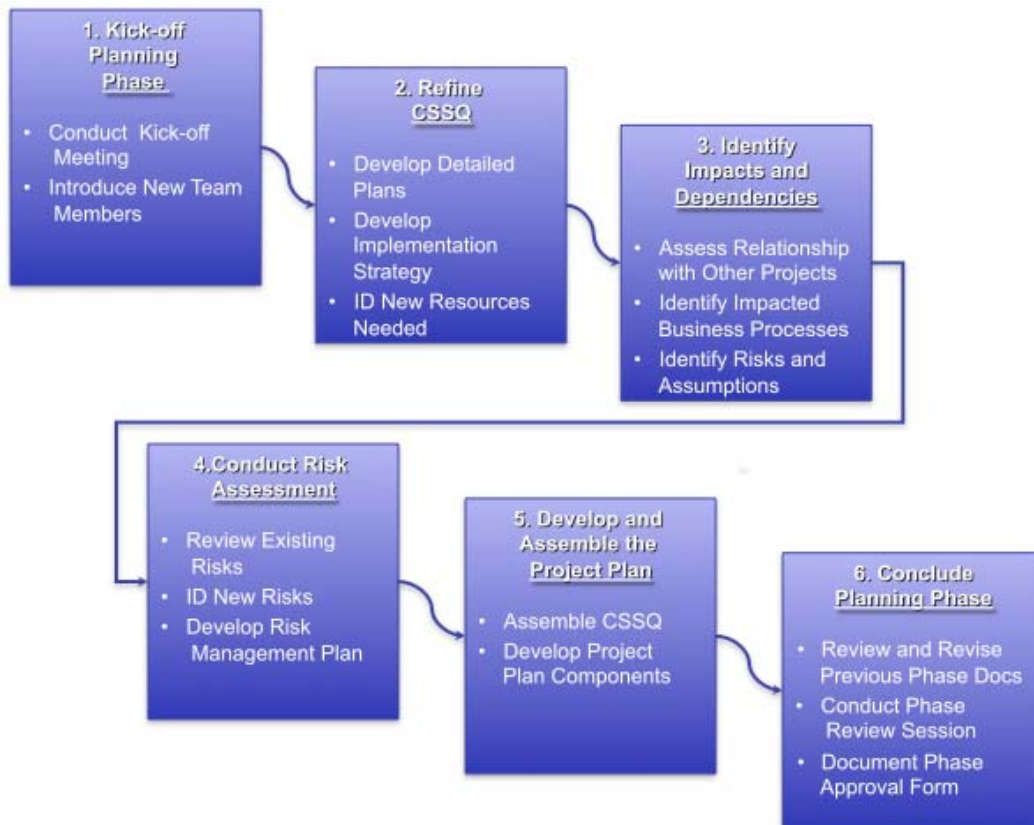 1. Kick-off
Planning
Phase
• Conduct Kick-off
Meeting
• Introduce New Team
Members
2. Refine
CSSQ
• Develop Detailed
Plans
• Develop
Implementation
Strategy
• ID New Resources
Needed
3. Identify
Impacts and
Dependencies
• Assess Relationship
with Other Projects
• Identify Impacted
Business Processes
• Identify Risks and
Assumptions
4.Conduct Risk
Assessment
• Review Existing
Risks
• ID New Risks
• Develop Risk
Management Plan
5. Develop and
Assemble the
Project Plan
• Assemble CSSQ
• Develop Project
Plan Components
6. Conclude
Planning Phase
• Review and Revise
Previous Phase Docs
• Conduct Phase
Review Session
• Document Phase
Approval Form